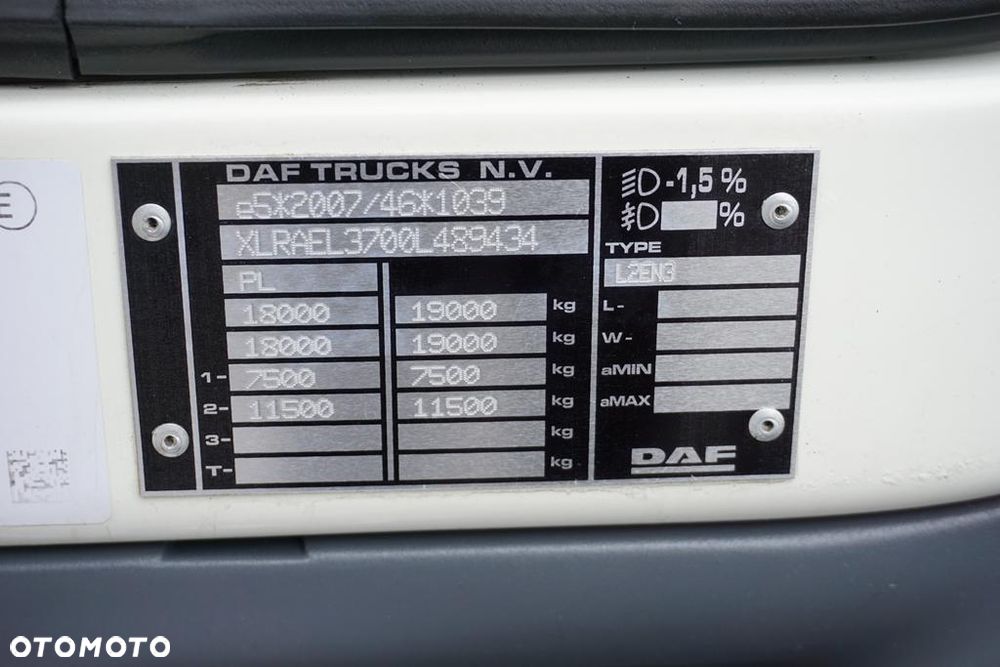 DAF TRUCKS N.V.
e5*2007/46*1039
XLRAEL3700L489434
PL
18000 19000 kg
18000 19000 kg
1- 7500 7500 kg
2- 11500 11500 kg
3- kg
T- kg
-1,5 %
%
TYPE
L2EN3
L-
W-
aMIN
aMAX
DAF
E
OTOMOTO